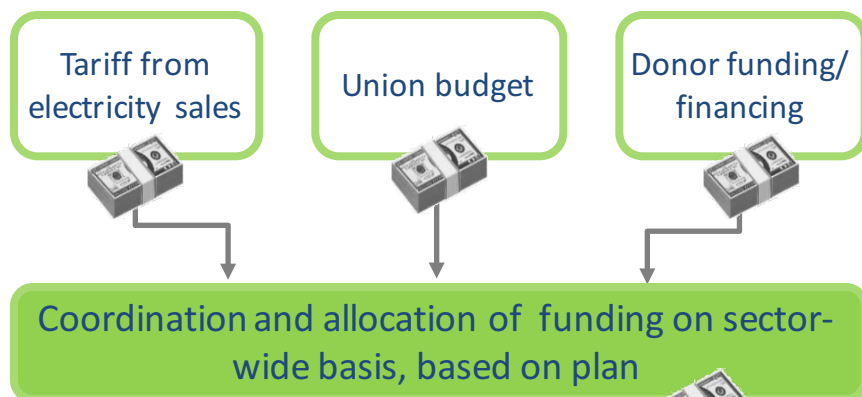 Tariff from
electricity sales
Union budget
Donor funding/
financing
Coordination and allocation of funding on sector-
wide basis, based on plan